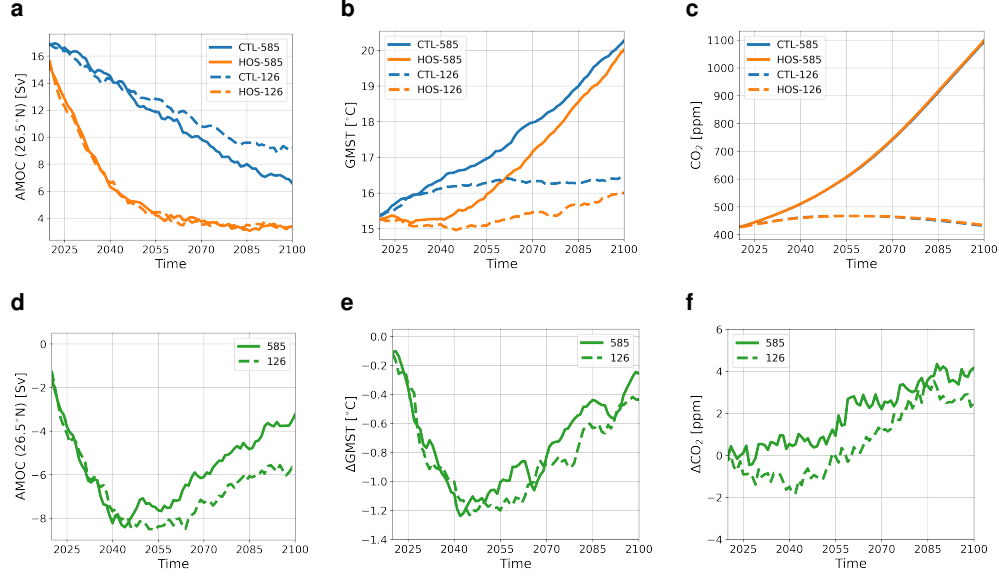 a
AMOC (26.5°N) [Sv]
16
14
12
10
8
6
4
2025 2040 2055 2070 2085 2100
Time
CTL-585
HOS-585
CTL-126
HOS-126
b
GMST [°C]
20
19
18
17
16
15
2025 2040 2055 2070 2085 2100
Time
CTL-585
HOS-585
CTL-126
HOS-126
c
CO₂ [ppm]
1100
1000
900
800
700
600
500
400
2025 2040 2055 2070 2085 2100
Time
CTL-585
HOS-585
CTL-126
HOS-126
d
AMOC (26.5°N) [Sv]
0
−2
−4
−6
−8
2025 2040 2055 2070 2085 2100
Time
585
126
e
ΔGMST [°C]
0.0
−0.2
−0.4
−0.6
−0.8
−1.0
−1.2
−1.4
2025 2040 2055 2070 2085 2100
Time
585
126
f
ΔCO₂ [ppm]
6
4
2
0
−2
−4
2025 2040 2055 2070 2085 2100
Time
585
126